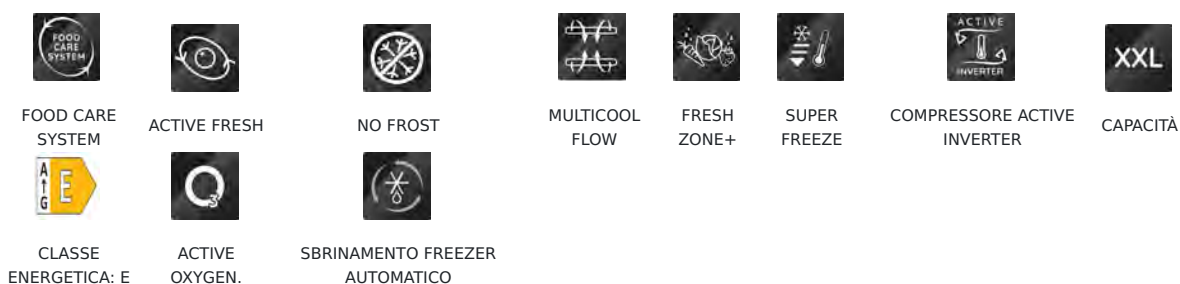 FOOD
CARE
SYSTEM
ACTIVE
INVERTER
XXL
FOOD CARE
SYSTEM
ACTIVE FRESH
NO FROST
MULTICOOL
FLOW
FRESH
ZONE+
SUPER
FREEZE
COMPRESSORE ACTIVE
INVERTER
CAPACITÀ
A
G
E
O3
CLASSE
ENERGETICA: E
ACTIVE
OXYGEN.
SBRINAMENTO FREEZER
AUTOMATICO